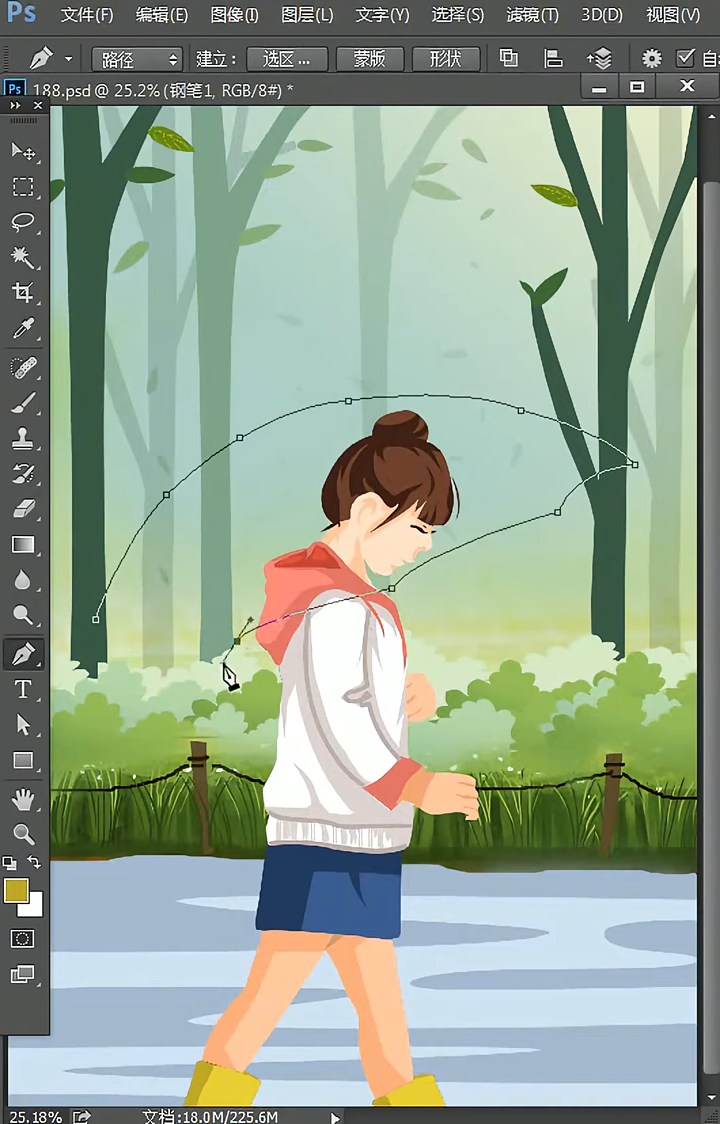 Ps 文件(F) 编辑(E) 图像(I) 图层(L) 文字(Y) 选择(S) 滤镜(T) 3D(D) 视图(V)
路径 建立： 选区… 蒙版 形状 自
Ps 188.psd @ 25.2% (钢笔1, RGB/8#) *
T
25.18% 文档:18.0M/225.6M